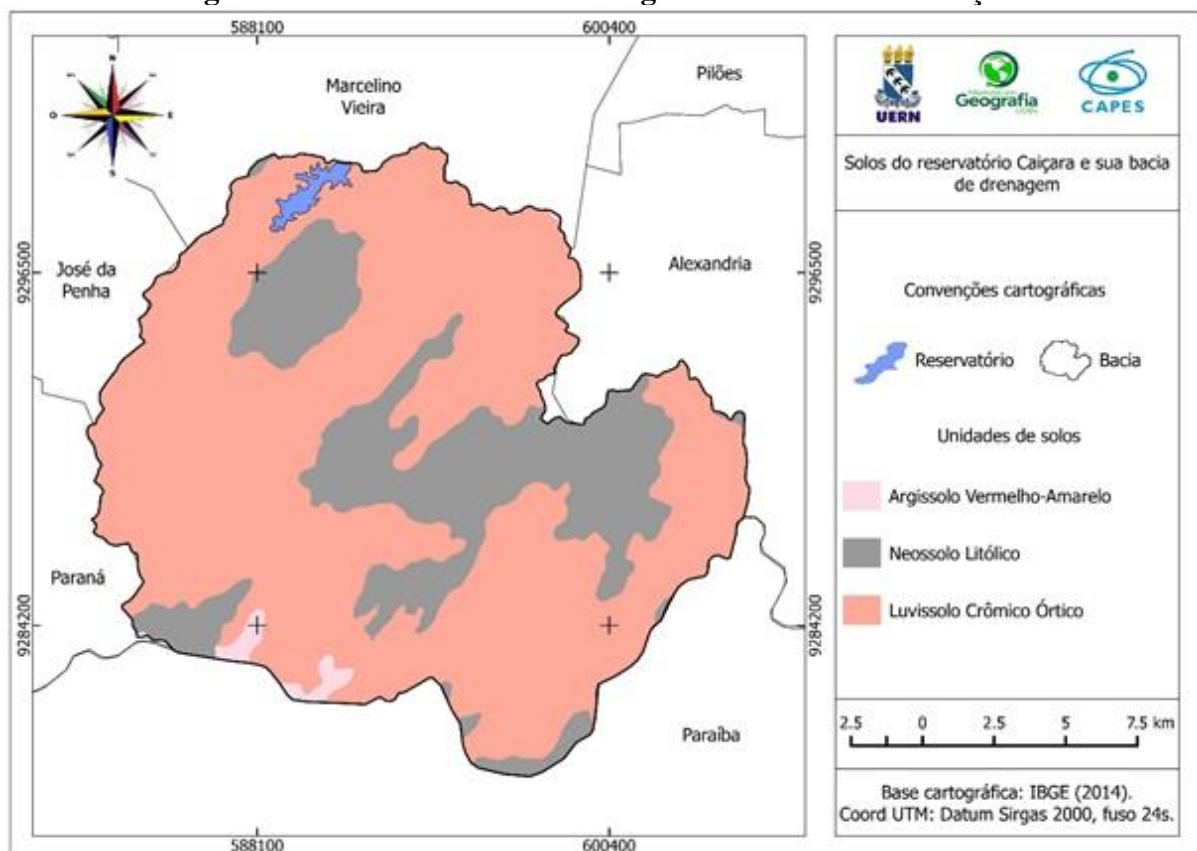 588100
600400
N
O
E
S
Marcelino
Vieira
Pilões
José da
Penha
Alexandria
Paraná
Paraíba
9296500
9284200
9296500
9284200
588100
600400
UERN
Geografia
CAPES
Solos do reservatório Caiçara e sua bacia
de drenagem
Convenções cartográficas
Reservatório
Bacia
Unidades de solos
Argissolo Vermelho-Amarelo
Neossolo Litólico
Luvissolo Crômico Órtico
2.5 0 2.5 5 7.5 km
Base cartográfica: IBGE (2014).
Coord UTM: Datum Sirgas 2000, fuso 24s.